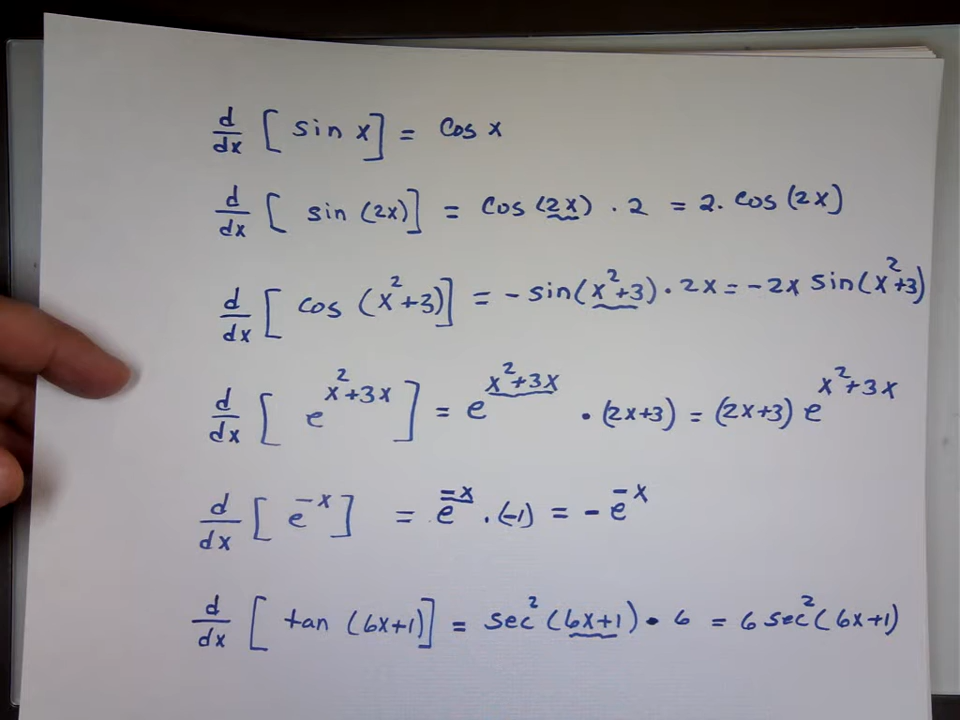 d/dx [ sin x ] = cos x
d/dx [ sin (2x) ] = cos (2x) · 2 = 2 · cos (2x)
d/dx [ cos (x²+3) ] = - sin(x²+3) · 2x = -2x sin(x²+3)
d/dx [ e^(x²+3x) ] = e^(x²+3x) · (2x+3) = (2x+3) e^(x²+3x)
d/dx [ e^(-x) ] = e^(-x) · (-1) = - e^(-x)
d/dx [ tan (6x+1) ] = sec² (6x+1) · 6 = 6 sec² (6x+1)